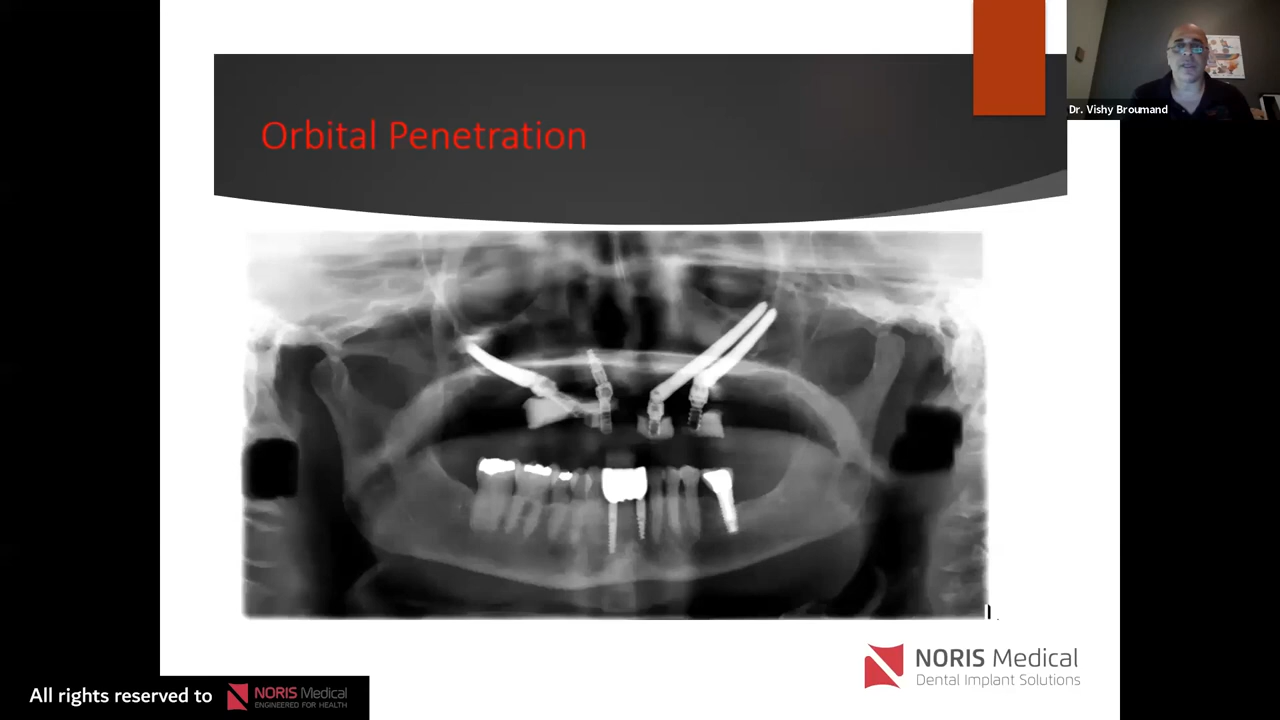 Orbital Penetration
Dr. Vishy Broumand
NORIS Medical
Dental Implant Solutions
All rights reserved to
NORIS Medical
ENGINEERED FOR HEALTH